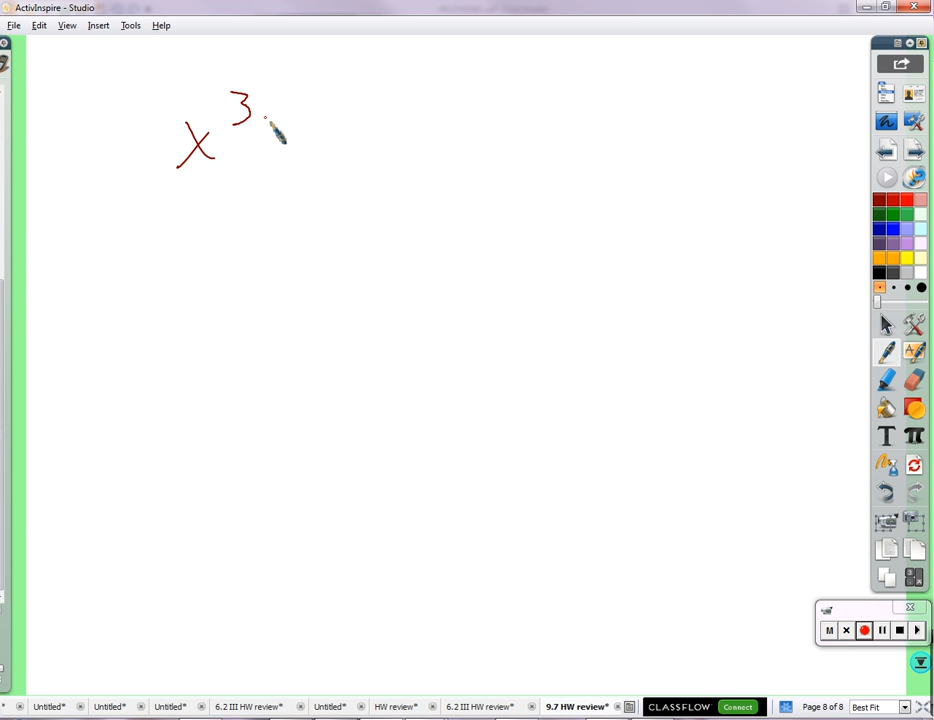 ActivInspire - Studio
File Edit View Insert Tools Help
x³·
M
Untitled* Untitled* Untitled* 6.2 III HW review* Untitled* HW review* 6.2 III HW review* 9.7 HW review* CLASSFLOW Connect Page 8 of 8 Best Fit